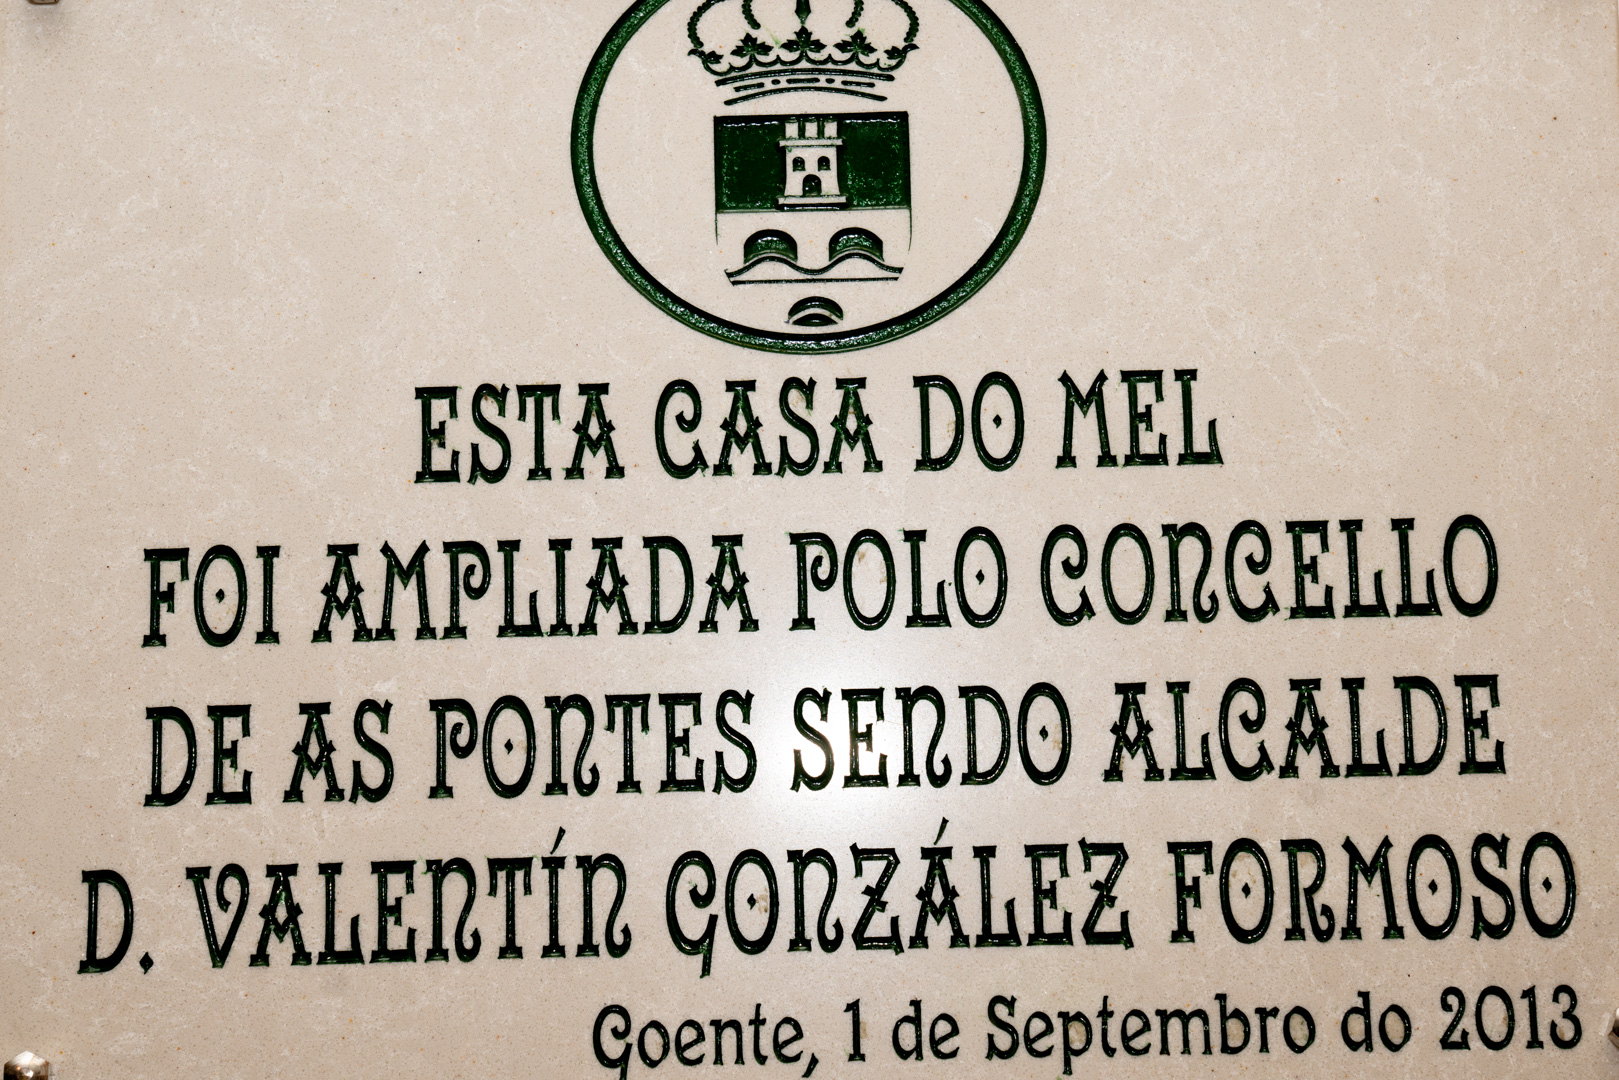 ESTA CASA DO MEL
FOI AMPLIADA POLO CONCELLO
DE AS PONTES SENDO ALCALDE
D. VALENTÍN GONZÁLEZ FORMOSO
Goente, 1 de Septembro do 2013